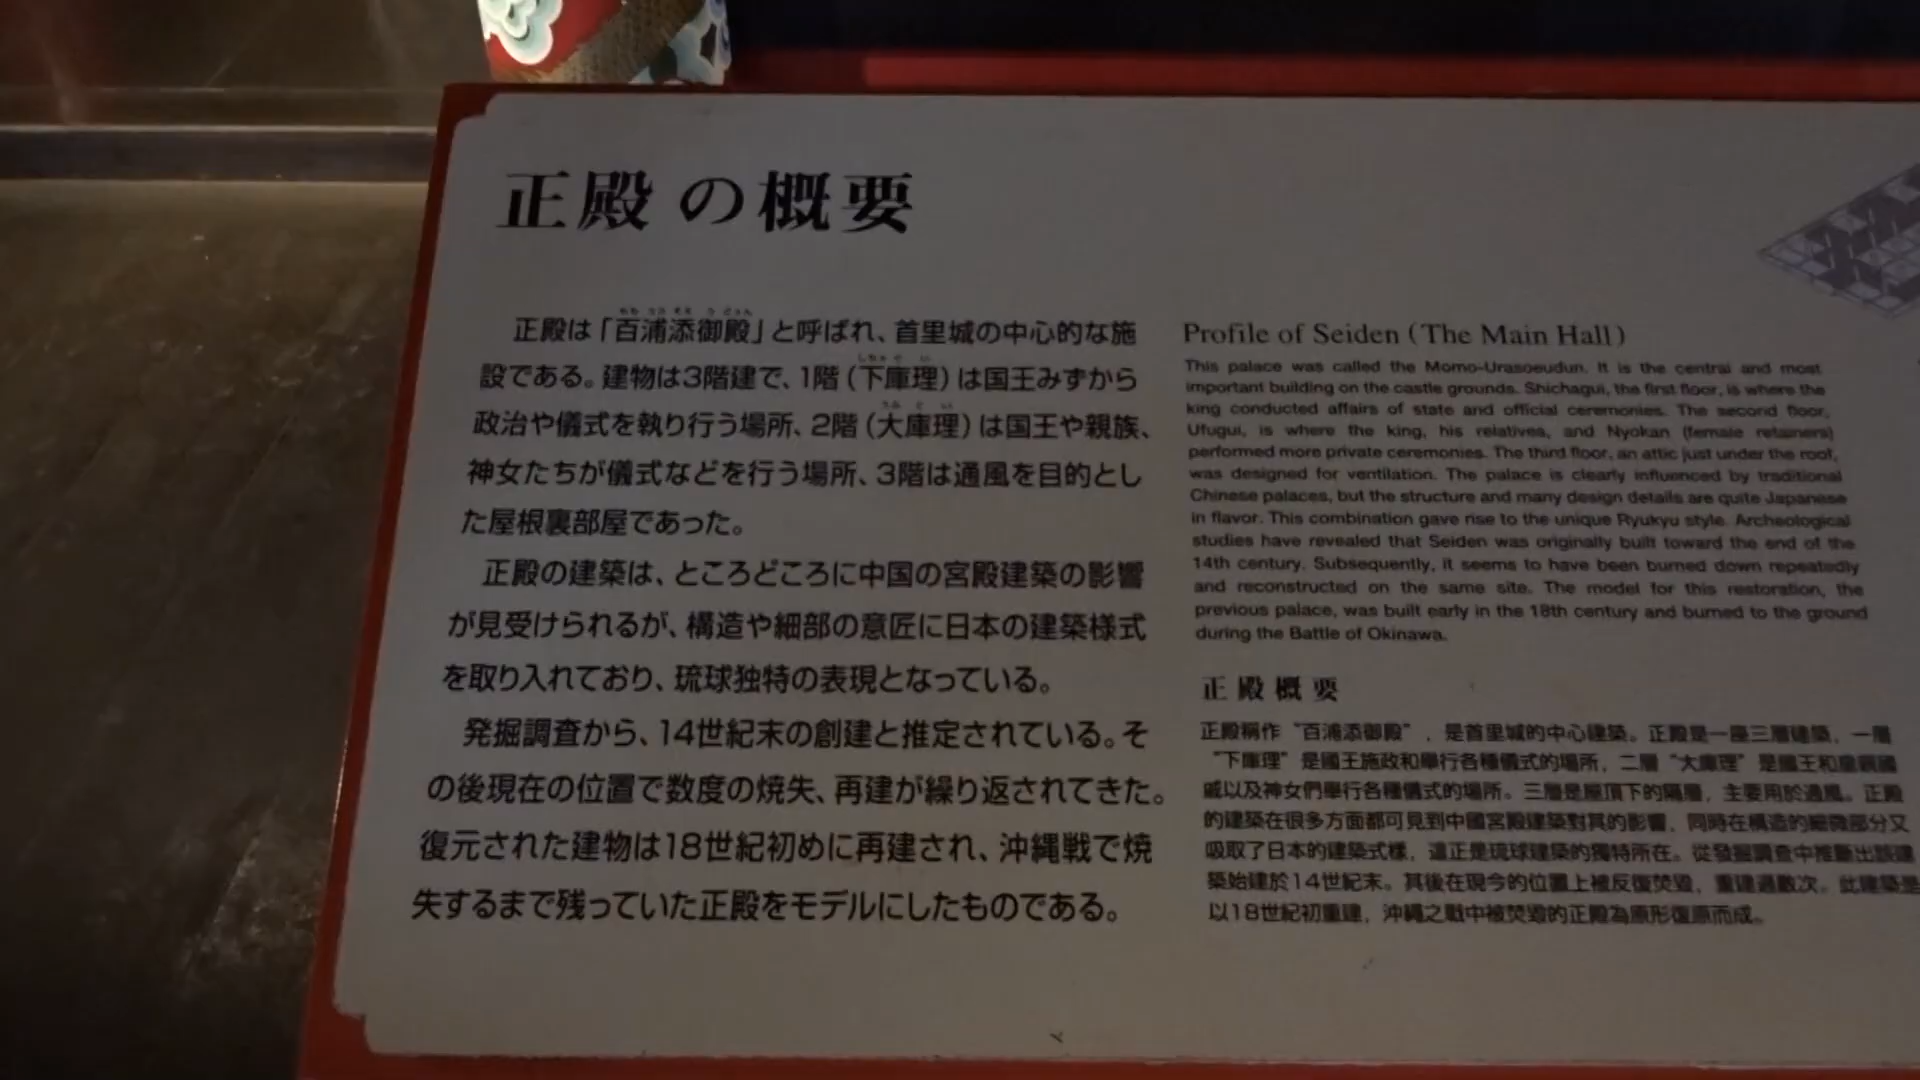 正殿の概要
正殿は「百浦添御殿」と呼ばれ、首里城の中心的な施
設である。建物は3階建で、1階(下庫理)は国王みずから
政治や儀式を執り行う場所、2階(大庫理)は国王や親族、
神女たちが儀式などを行う場所、3階は通風を目的とし
た屋根裏部屋であった。
正殿の建築は、ところどころに中国の宮殿建築の影響
が見受けられるが、構造や細部の意匠に日本の建築様式
を取り入れており、琉球独特の表現となっている。
発掘調査から、14世紀末の創建と推定されている。そ
の後現在の位置で数度の焼失、再建が繰り返されてきた。
復元された建物は18世紀初めに再建され、沖縄戦で焼
失するまで残っていた正殿をモデルにしたものである。
Profile of Seiden (The Main Hall)
This palace was called the Momo-Urasoeudun. It is the central and most
important building on the castle grounds. Shichagui, the first floor, is where the
king conducted affairs of state and official ceremonies. The second floor,
Ufugui, is where the king, his relatives, and Nyokan (female retainers)
performed more private ceremonies. The third floor, an attic just under the roof,
was designed for ventilation. The palace is clearly influenced by traditional
Chinese palaces, but the structure and many design details are quite Japanese
in flavor. This combination gave rise to the unique Ryukyu style. Archeological
studies have revealed that Seiden was originally built toward the end of the
14th century. Subsequently, it seems to have been burned down repeatedly
and reconstructed on the same site. The model for this restoration, the
previous palace, was built early in the 18th century and burned to the ground
during the Battle of Okinawa.
正殿概要
正殿稱作“百浦添御殿”，是首里城的中心建築。正殿是一座三層建築，一層
“下庫理”是國王施政和舉行各種儀式的場所，二層“大庫理”是國王和皇親國
戚以及神女們舉行各種儀式的場所。三層是屋頂下的隔層，主要用於通風。正殿
的建築在很多方面都可見到中國宮殿建築對其的影響，同時在構造的細微部分又
吸取了日本的建築式樣，這正是琉球建築的獨特所在。從發掘調查中推斷出該建
築始建於14世紀末。其後在現今的位置上被反復焚毀，重建過數次。此建築是
以18世紀初重建，沖繩之戰中被焚毀的正殿為原形復原而成。